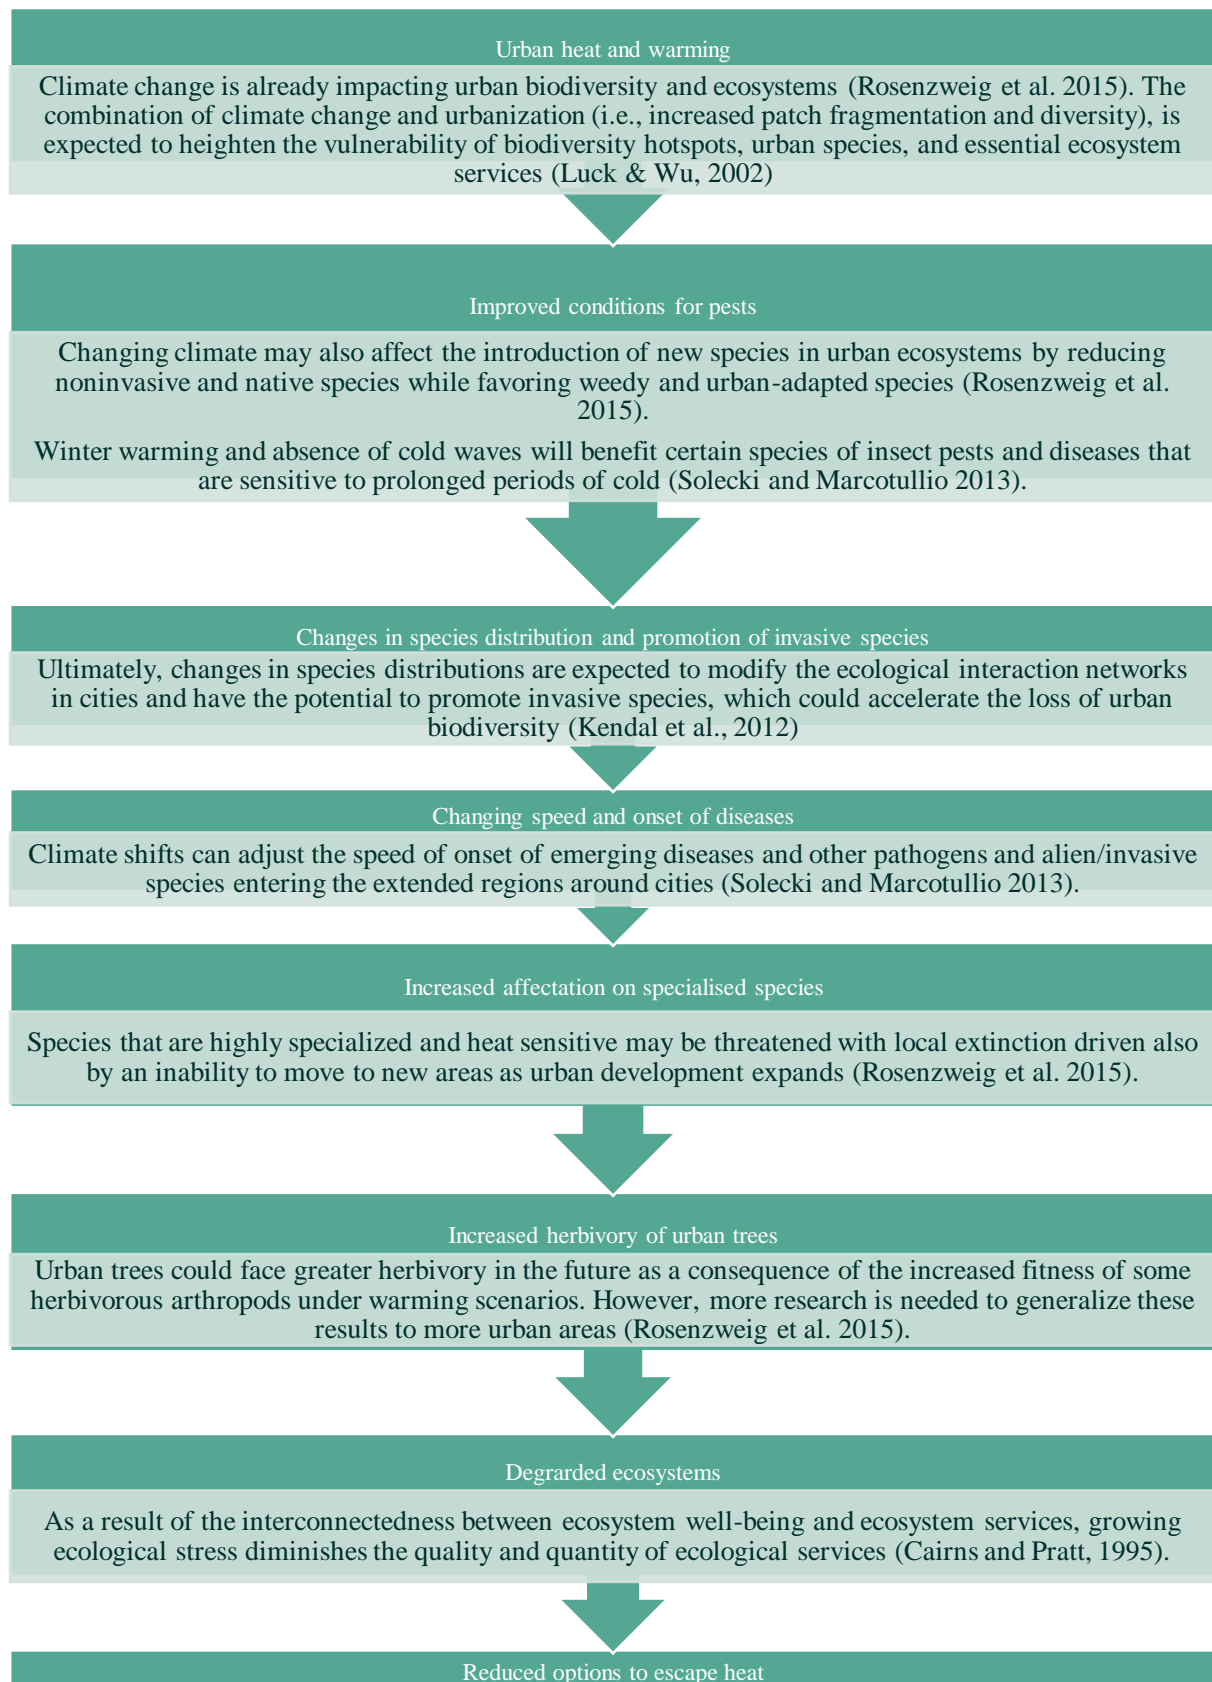 Urban heat and warming
Climate change is already impacting urban biodiversity and ecosystems (Rosenzweig et al. 2015). The
combination of climate change and urbanization (i.e., increased patch fragmentation and diversity), is
expected to heighten the vulnerability of biodiversity hotspots, urban species, and essential ecosystem
services (Luck & Wu, 2002)
Improved conditions for pests
Changing climate may also affect the introduction of new species in urban ecosystems by reducing
noninvasive and native species while favoring weedy and urban-adapted species (Rosenzweig et al.
2015).
Winter warming and absence of cold waves will benefit certain species of insect pests and diseases that
are sensitive to prolonged periods of cold (Solecki and Marcotullio 2013).
Changes in species distribution and promotion of invasive species
Ultimately, changes in species distributions are expected to modify the ecological interaction networks
in cities and have the potential to promote invasive species, which could accelerate the loss of urban
biodiversity (Kendal et al., 2012)
Changing speed and onset of diseases
Climate shifts can adjust the speed of onset of emerging diseases and other pathogens and alien/invasive
species entering the extended regions around cities (Solecki and Marcotullio 2013).
Increased affectation on specialised species
Species that are highly specialized and heat sensitive may be threatened with local extinction driven also
by an inability to move to new areas as urban development expands (Rosenzweig et al. 2015).
Increased herbivory of urban trees
Urban trees could face greater herbivory in the future as a consequence of the increased fitness of some
herbivorous arthropods under warming scenarios. However, more research is needed to generalize these
results to more urban areas (Rosenzweig et al. 2015).
Degrarded ecosystems
As a result of the interconnectedness between ecosystem well-being and ecosystem services, growing
ecological stress diminishes the quality and quantity of ecological services (Cairns and Pratt, 1995).
Reduced options to escape heat